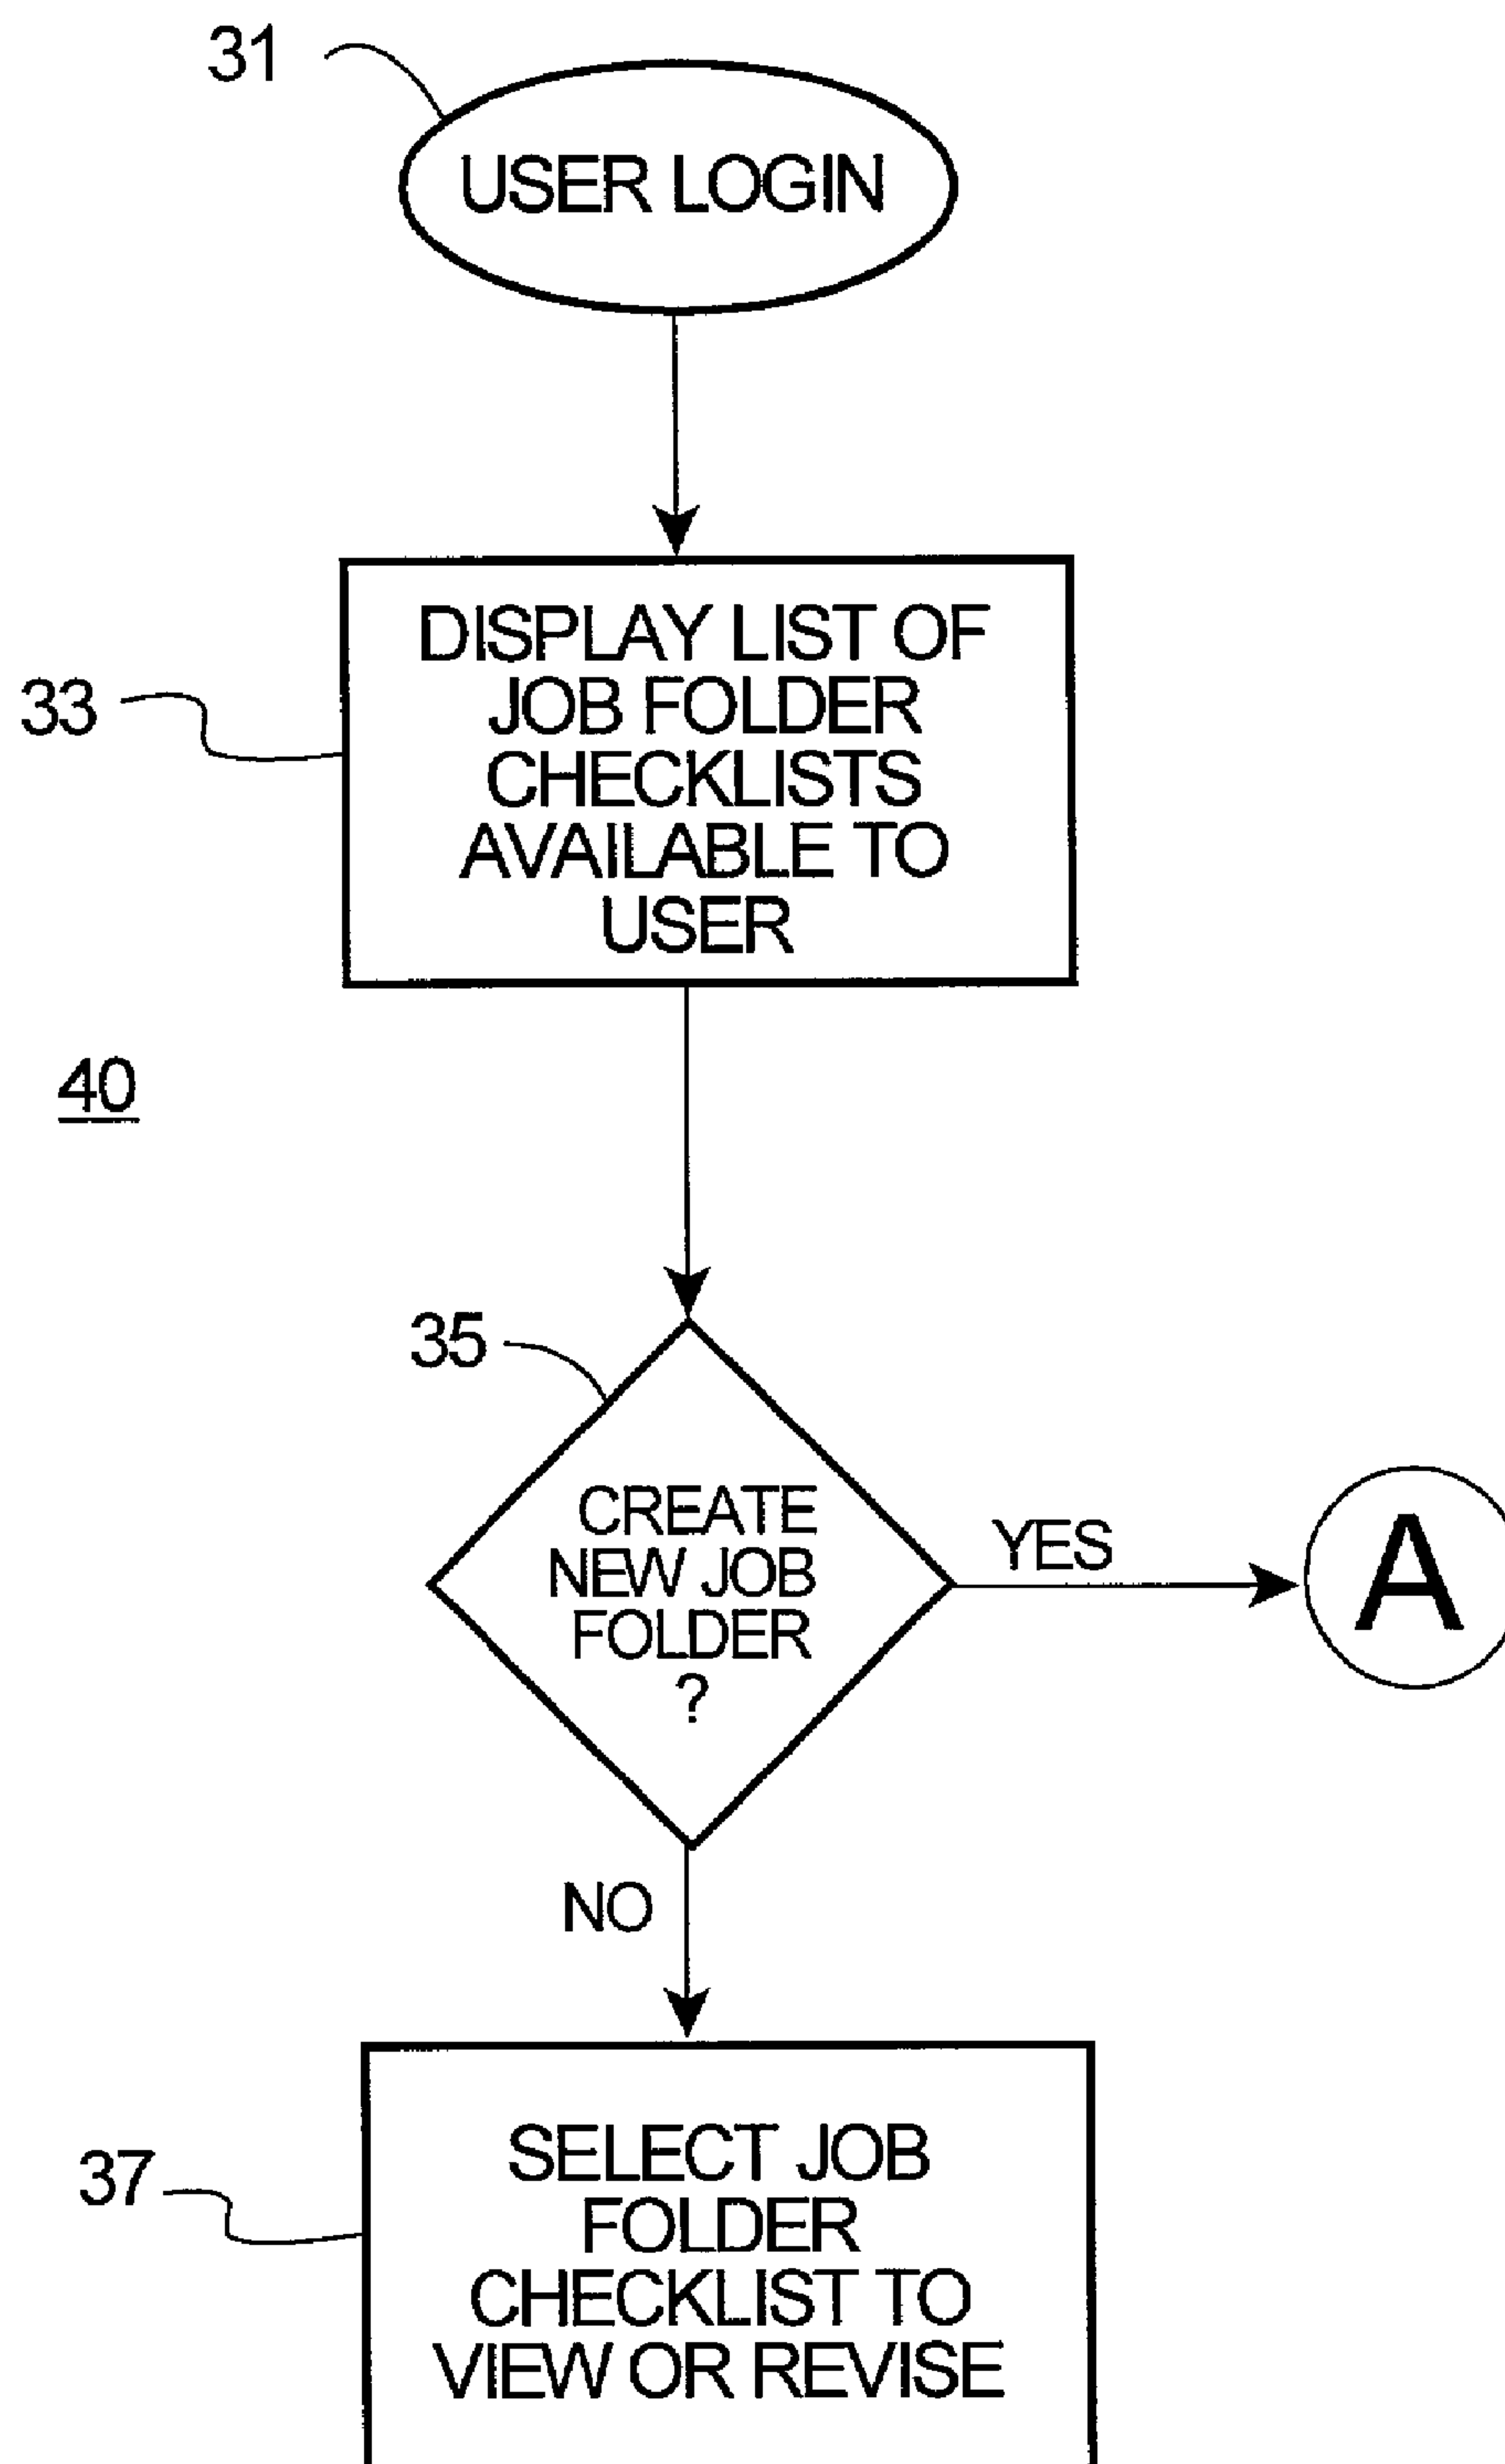 31
USER LOGIN
33
DISPLAY LIST OF
JOB FOLDER
CHECKLISTS
AVAILABLE TO
USER
40
35
CREATE
NEW JOB
FOLDER
?
YES
A
NO
37
SELECT JOB
FOLDER
CHECKLIST TO
VIEW OR REVISE